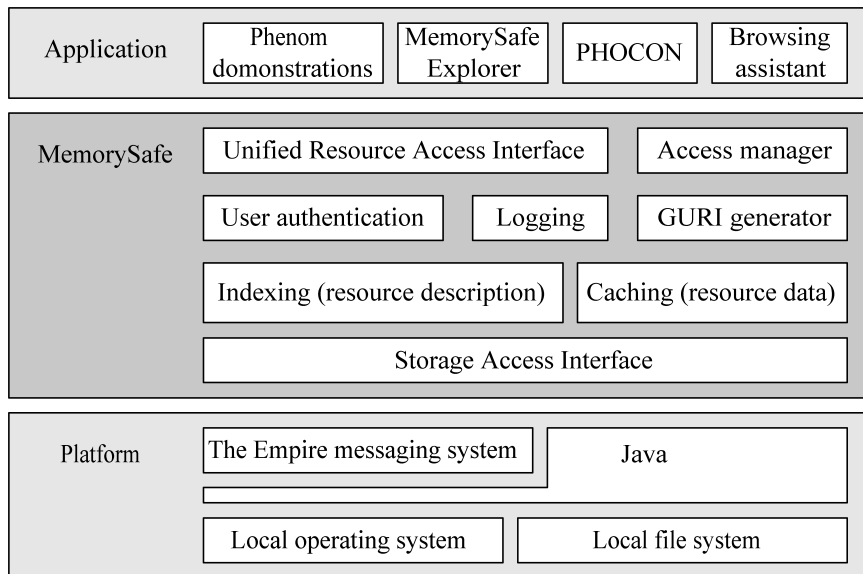 Application
Phenom
domonstrations
MemorySafe
Explorer
PHOCON
Browsing
assistant
MemorySafe
Unified Resource Access Interface
Access manager
User authentication
Logging
GURI generator
Indexing (resource description)
Caching (resource data)
Storage Access Interface
Platform
The Empire messaging system
Java
Local operating system
Local file system